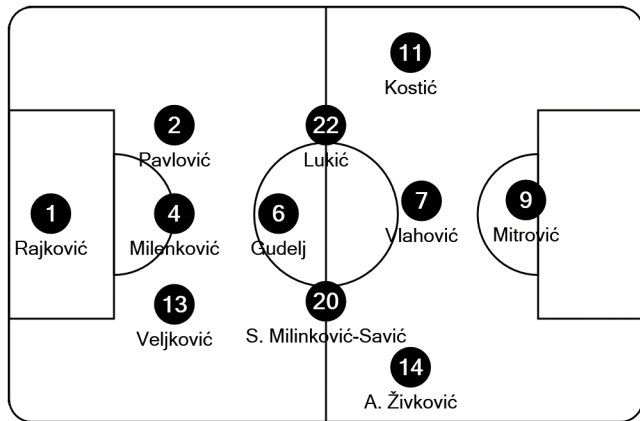 11
Kostić
2
Pavlović
22
Lukić
1
Rajković
4
Milenković
6
Gudelj
7
Vlahović
9
Mitrović
13
Veljković
20
S. Milinković-Savić
14
A. Živković